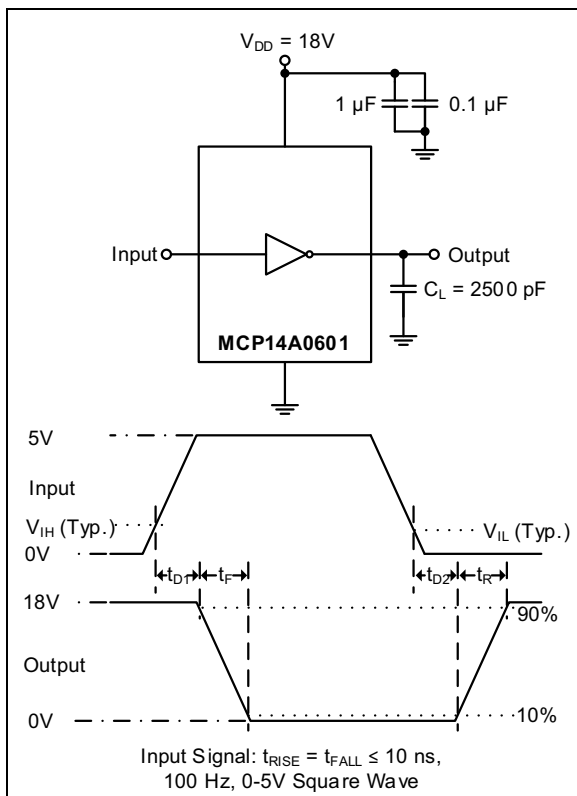 V_DD = 18V
1 µF 0.1 µF
Input Output
C_L = 2500 pF
MCP14A0601
5V
Input
V_IH (Typ.) V_IL (Typ.)
0V
t_D1 t_F t_D2 t_R
18V 90%
Output
0V 10%
Input Signal: t_RISE = t_FALL ≤ 10 ns,
100 Hz, 0-5V Square Wave